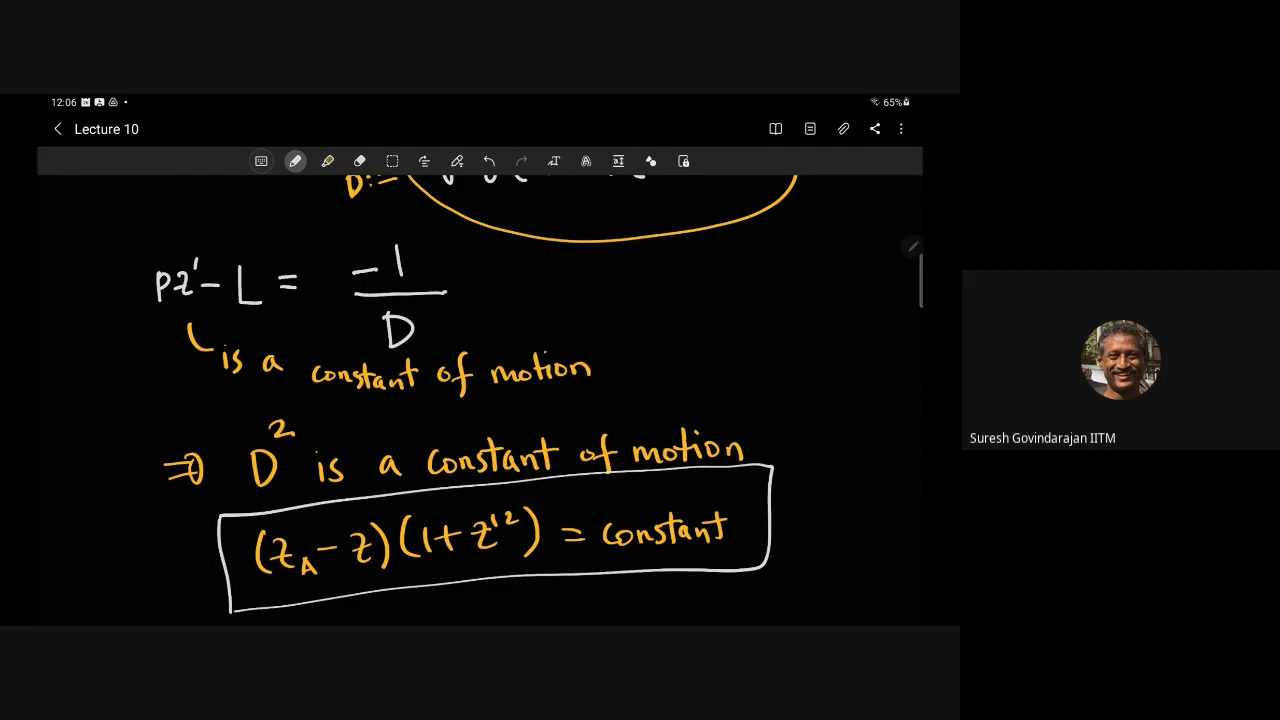 12:06
65%
Lecture 10
D:=
pz' - L = -1/D
is a constant of motion
⇒ D² is a constant of motion
(z_A - z)(1+z'²) = constant
Suresh Govindarajan IITM